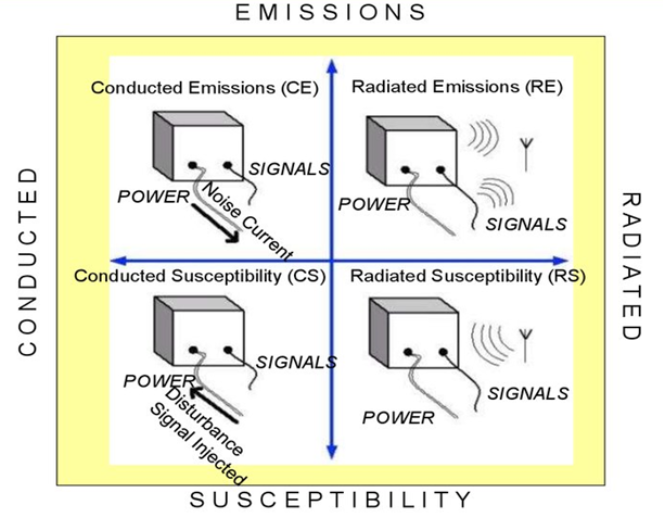 EMISSIONS
Conducted Emissions (CE)
Radiated Emissions (RE)
SIGNALS
POWER
Noise Current
POWER
SIGNALS
CONDUCTED
RADIATED
Conducted Susceptibility (CS)
Radiated Susceptibility (RS)
SIGNALS
POWER
Disturbance
Signal Injected
SIGNALS
POWER
SUSCEPTIBILITY